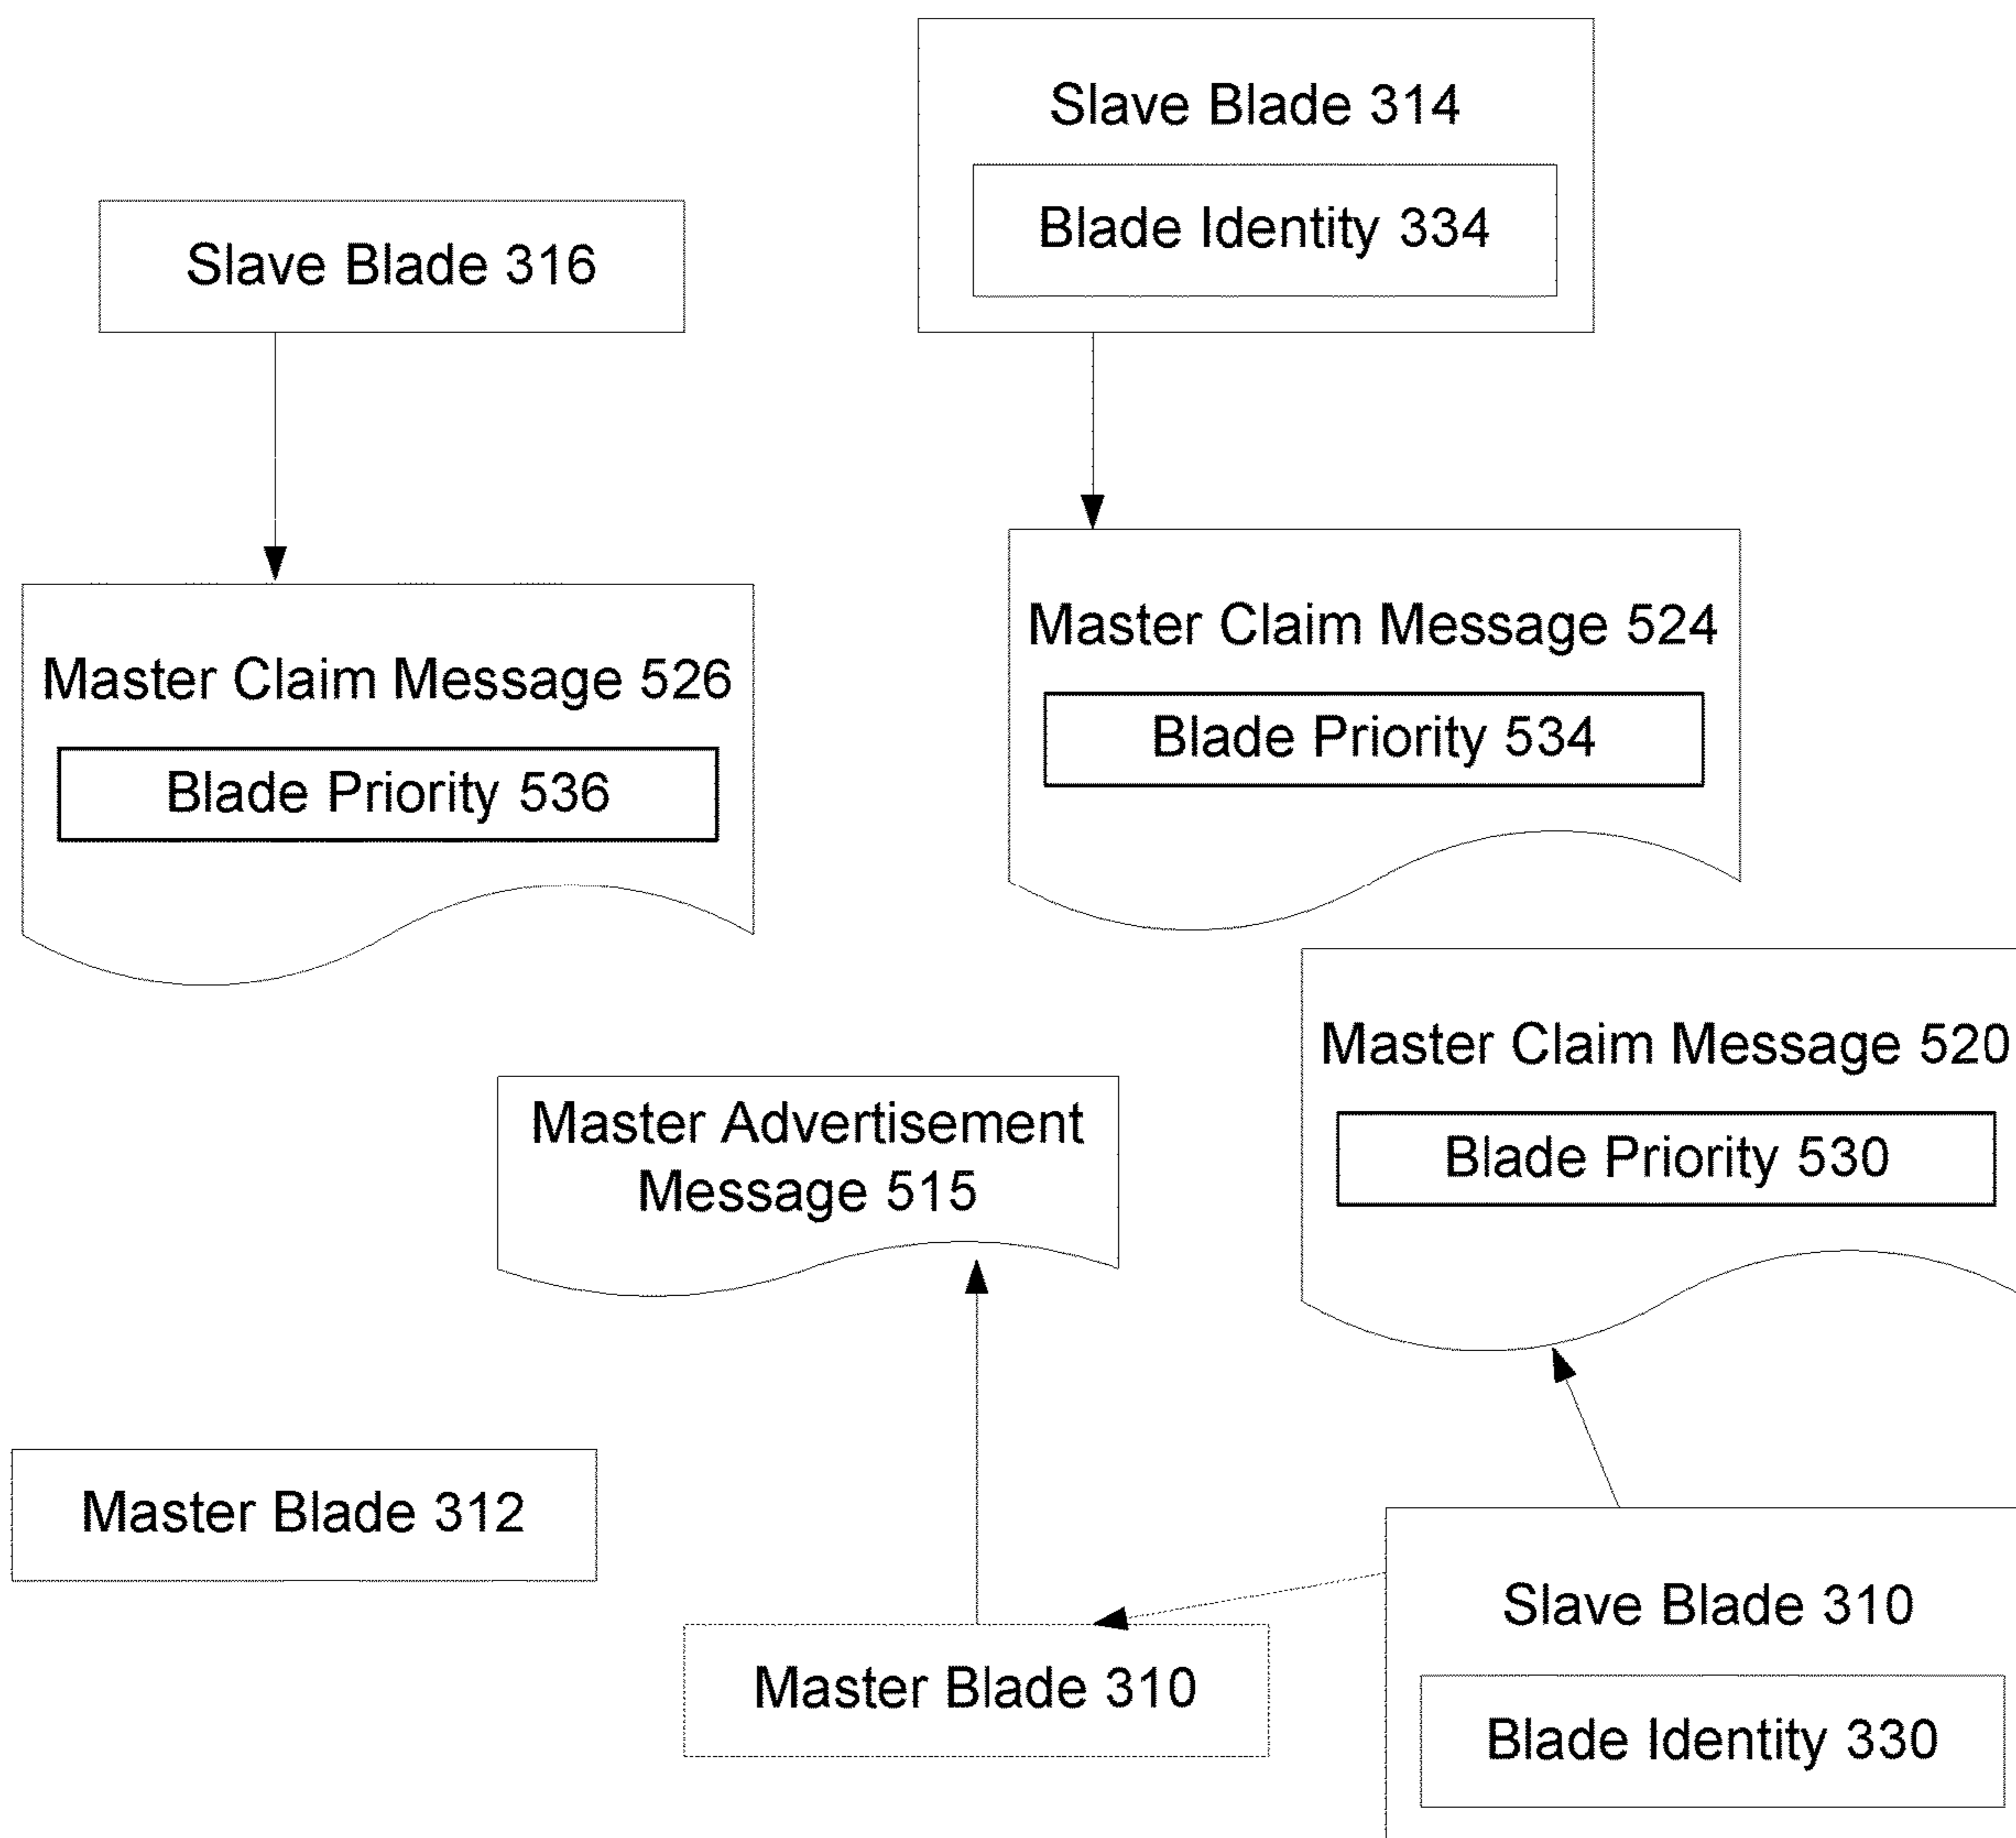 Slave Blade 314
Blade Identity 334
Slave Blade 316
Master Claim Message 524
Blade Priority 534
Master Claim Message 526
Blade Priority 536
Master Claim Message 520
Blade Priority 530
Master Advertisement
Message 515
Master Blade 312
Slave Blade 310
Blade Identity 330
Master Blade 310